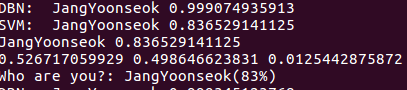 DBN:  JangYoonseok 0.999074935913
SVM:  JangYoonseok 0.836529141125
JangYoonseok 0.836529141125
0.526717059929 0.498646623831 0.0125442875872
Who are you?: JangYoonseok(83%)